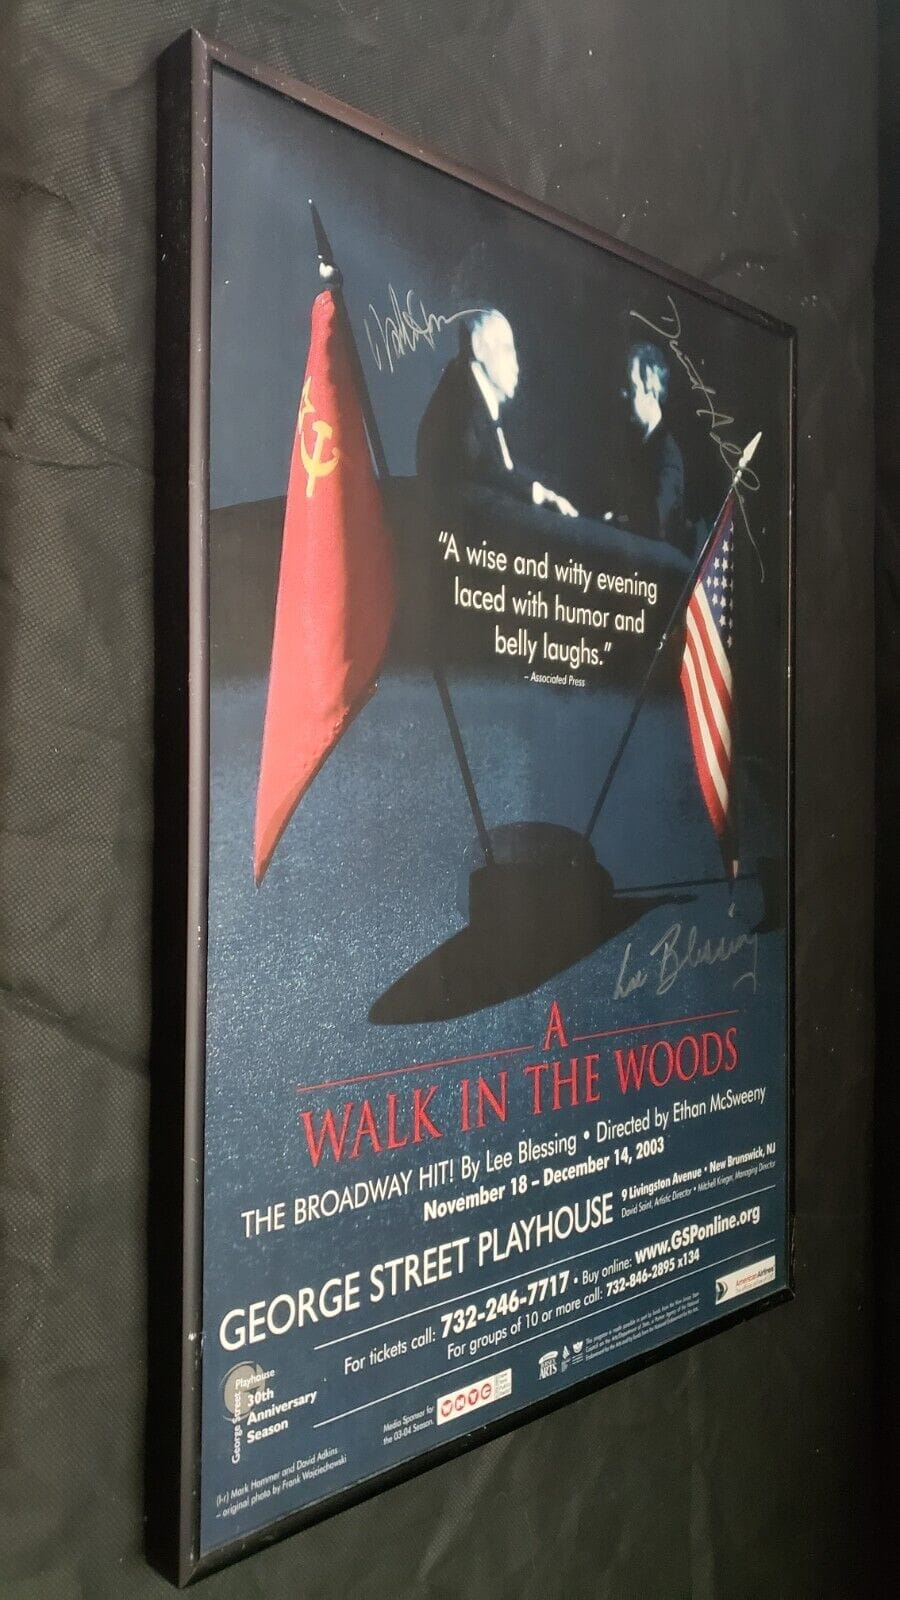 "A wise and witty evening
laced with humor and
belly laughs."
– Associated Press
Lee Blessing
A
WALK IN THE WOODS
THE BROADWAY HIT! By Lee Blessing • Directed by Ethan McSweeny
November 18 – December 14, 2003
GEORGE STREET PLAYHOUSE
9 Livingston Avenue • New Brunswick, NJ
David Saint, Artistic Director • Mitchell Krieger, Managing Director
For tickets call: 732-246-7717 • Buy online: www.GSPonline.org
For groups of 10 or more call: 732-846-2895 x134
AmericanAirlines
George Street Playhouse
30th
Anniversary
Season
Media Sponsor for
the 03-04 Season.
WNYC
ARTS
(l-r) Mark Hammer and David Adkins
– original photo by Frank Wojciechowski